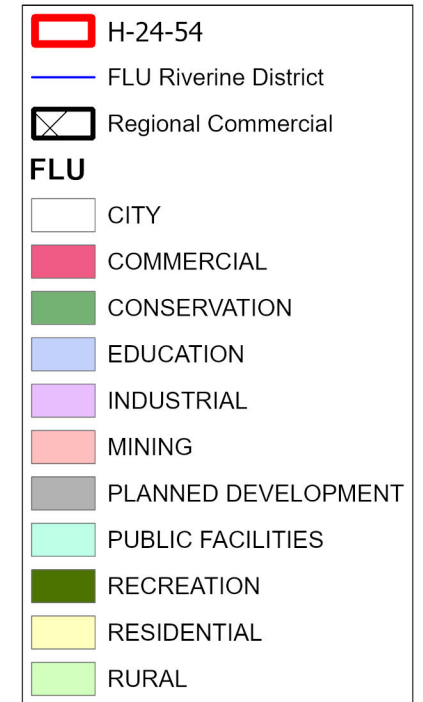 H-24-54
FLU Riverine District
Regional Commercial
FLU
CITY
COMMERCIAL
CONSERVATION
EDUCATION
INDUSTRIAL
MINING
PLANNED DEVELOPMENT
PUBLIC FACILITIES
RECREATION
RESIDENTIAL
RURAL